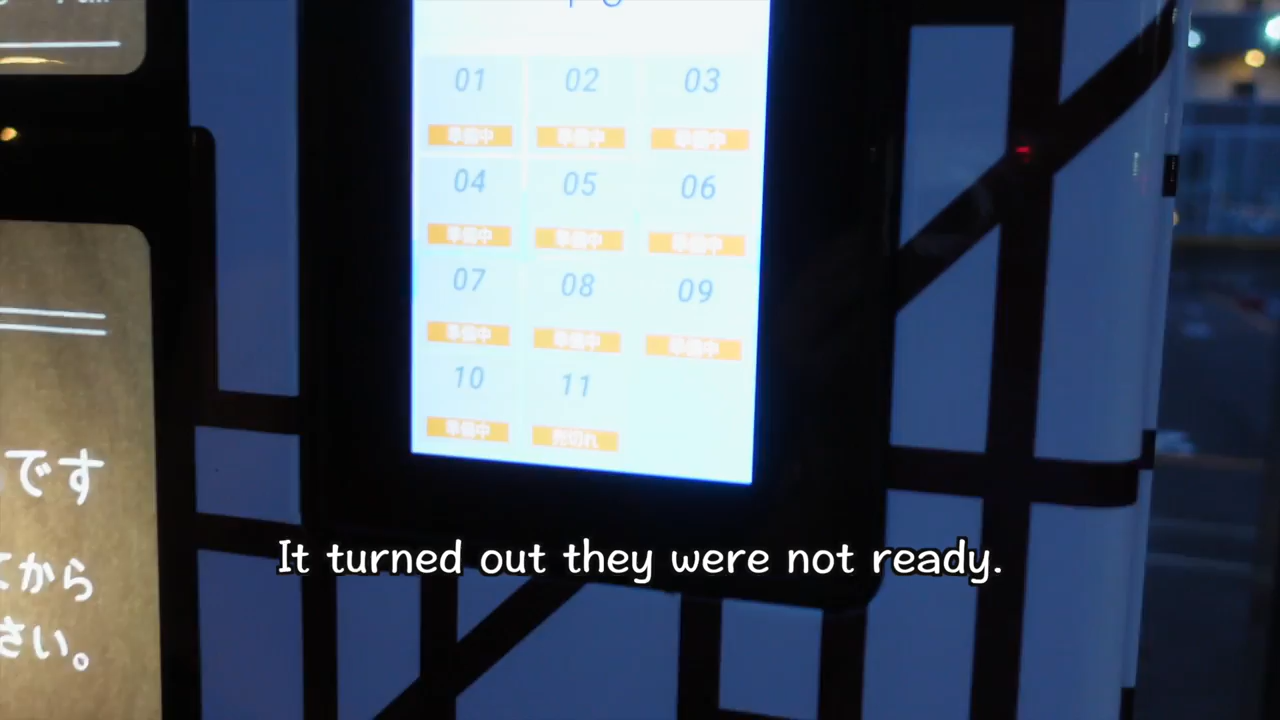 01 02 03
準備中 準備中 準備中
04 05 06
準備中 準備中 準備中
07 08 09
準備中 準備中 準備中
10 11
準備中 売切れ
です
てから
さい。
It turned out they were not ready.